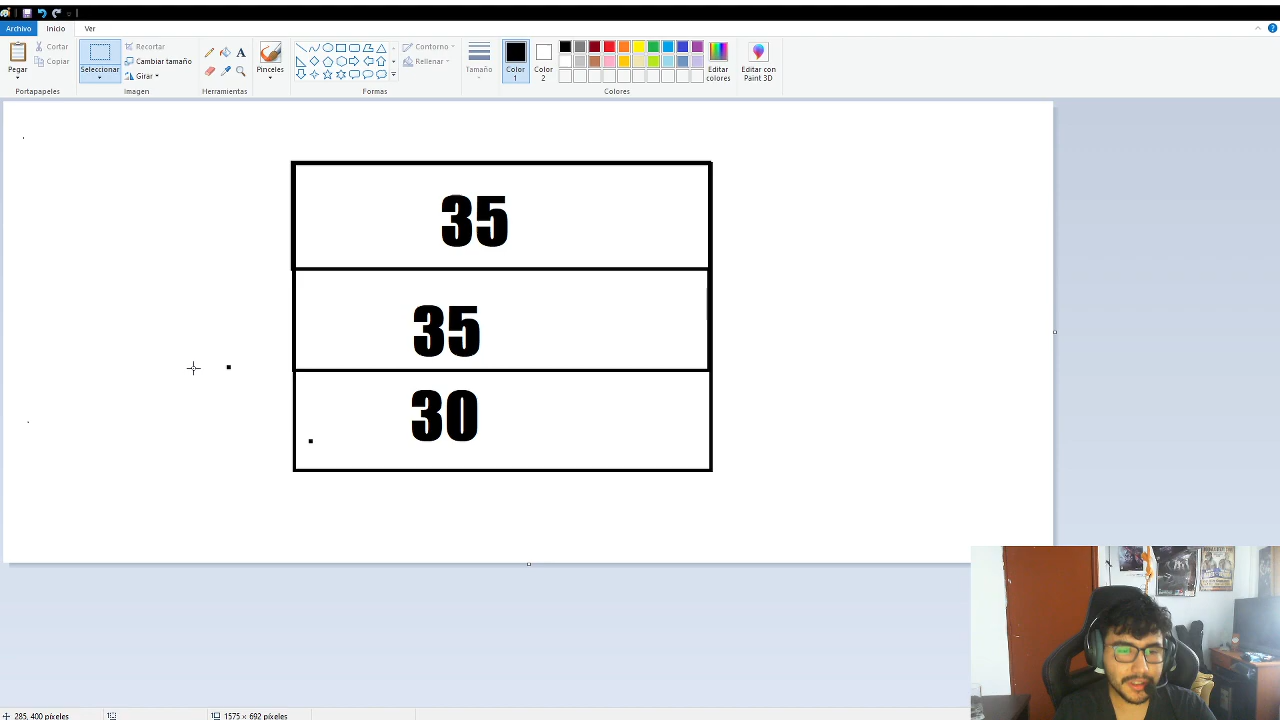 Archivo Inicio Ver
Pegar
Cortar
Copiar
Portapapeles
Seleccionar
Recortar
Cambiar tamaño
Girar
Imagen
A
Herramientas
Pinceles
Contorno
Rellenar
Formas
Tamaño
Color
1
Color
2
Editar
colores
Editar con
Paint 3D
Colores
35
35
30
285, 400 píxeles
1575 × 692 píxeles